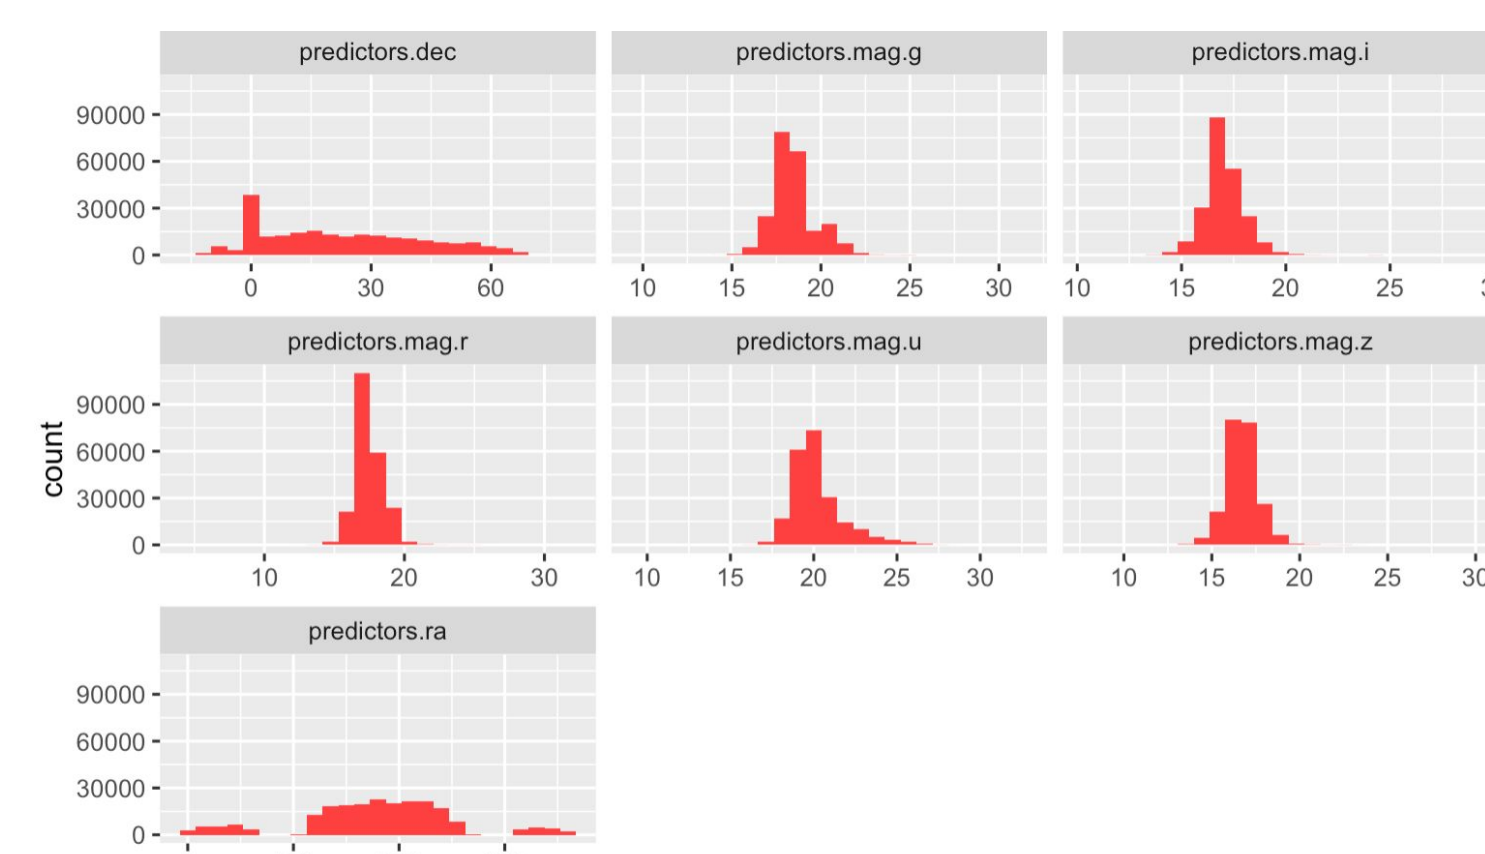 predictors.dec predictors.mag.g predictors.mag.i
90000
60000
30000
0
0 30 60 10 15 20 25 30 10 15 20 25
predictors.mag.r predictors.mag.u predictors.mag.z
count
90000
60000
30000
0
10 20 30 10 15 20 25 30 10 15 20 25 30
predictors.ra
90000
60000
30000
0